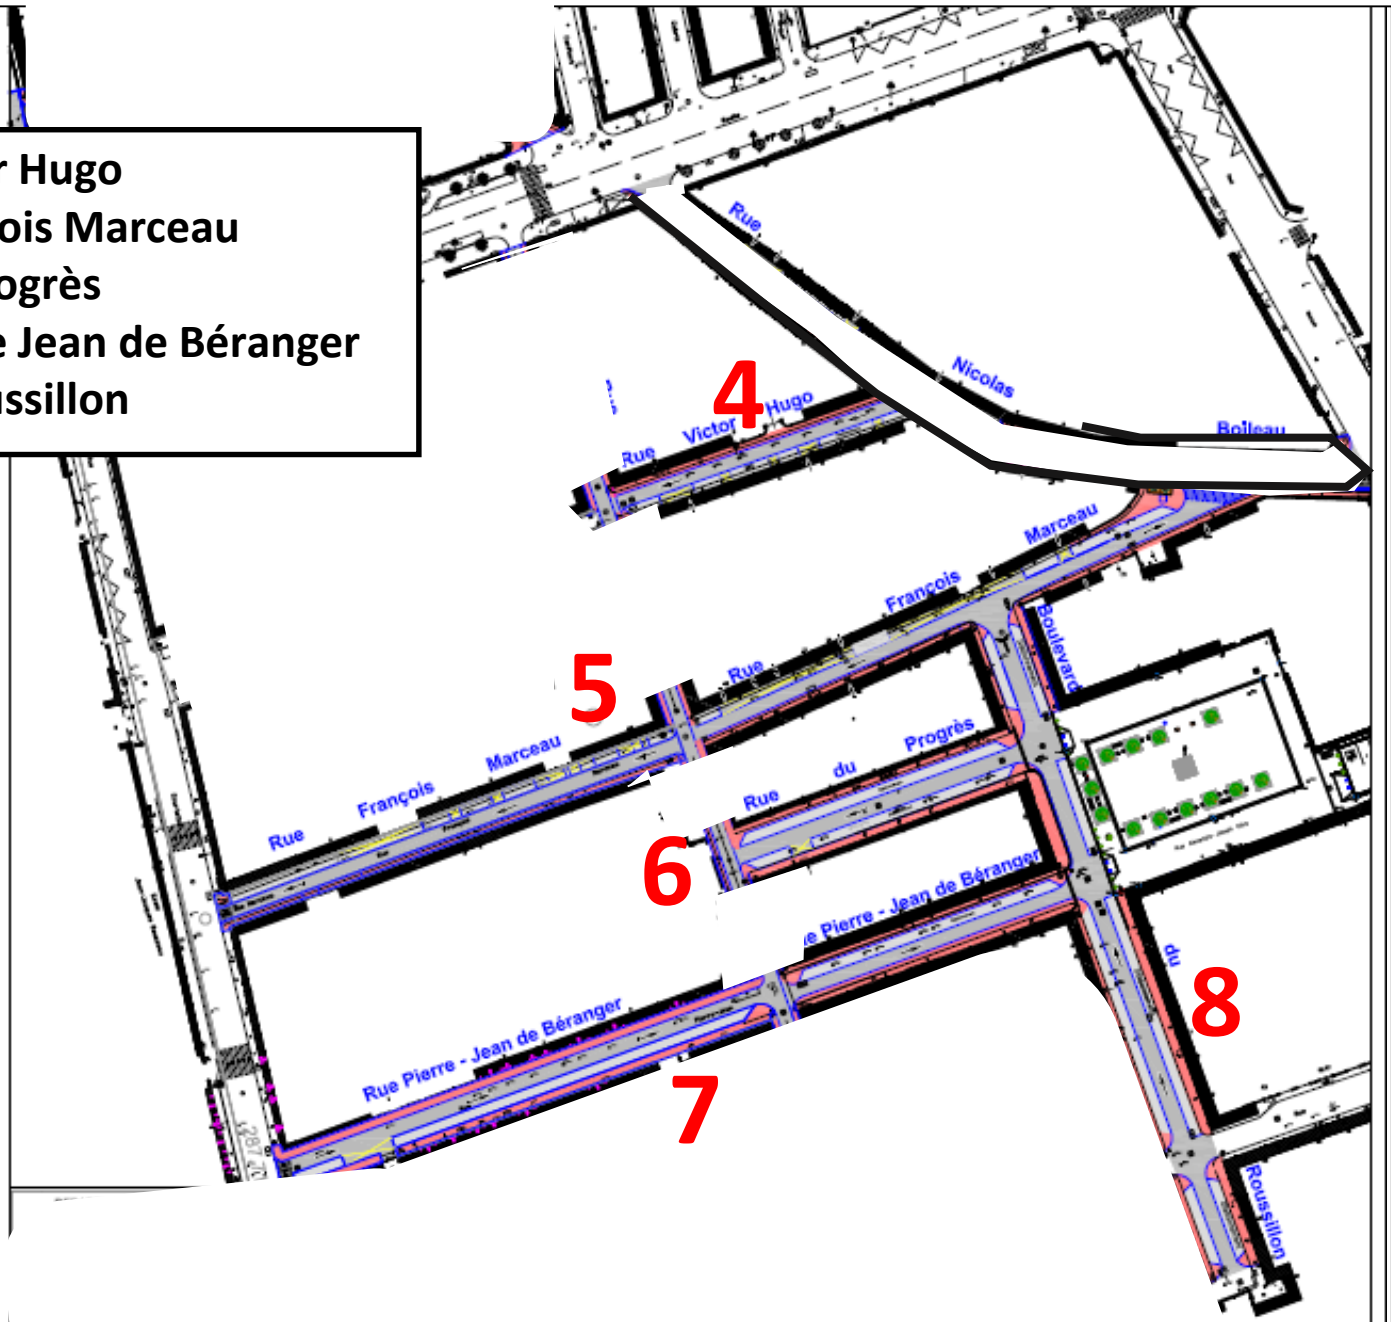 r Hugo
ois Marceau
ogrès
e Jean de Béranger
ussillon
Rue
Nicolas
Boileau
4
Rue Victor Hugo
Rue François Marceau
5
Rue François Marceau
Boulevard
Rue du Progrès
6
e Pierre - Jean de Béranger
du
8
Rue Pierre - Jean de Béranger
7
Roussillon